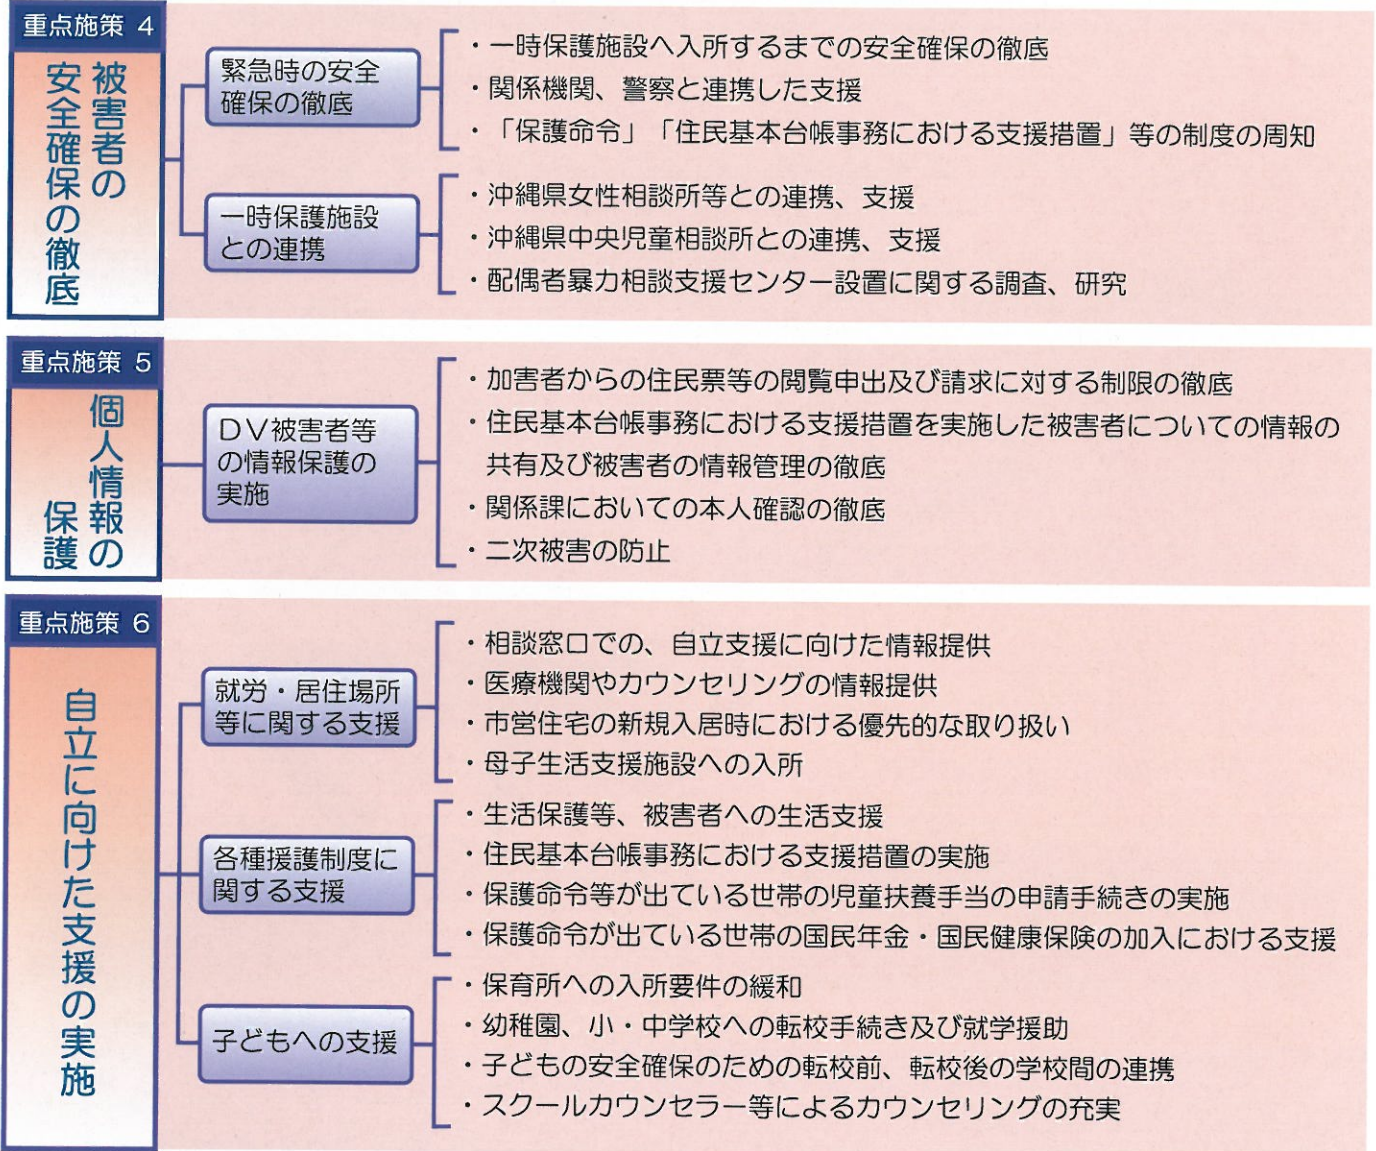 重点施策 4
被害者の
安全確保の徹底
緊急時の安全
確保の徹底
・一時保護施設へ入所するまでの安全確保の徹底
・関係機関、警察と連携した支援
・「保護命令」「住民基本台帳事務における支援措置」等の制度の周知
一時保護施設
との連携
・沖縄県女性相談所等との連携、支援
・沖縄県中央児童相談所との連携、支援
・配偶者暴力相談支援センター設置に関する調査、研究
重点施策 5
個人情報の
保護
DV被害者等
の情報保護の
実施
・加害者からの住民票等の閲覧申出及び請求に対する制限の徹底
・住民基本台帳事務における支援措置を実施した被害者についての情報の
共有及び被害者の情報管理の徹底
・関係課においての本人確認の徹底
・二次被害の防止
重点施策 6
自立に向けた支援の実施
就労・居住場所
等に関する支援
・相談窓口での、自立支援に向けた情報提供
・医療機関やカウンセリングの情報提供
・市営住宅の新規入居時における優先的な取り扱い
・母子生活支援施設への入所
各種援護制度に
関する支援
・生活保護等、被害者への生活支援
・住民基本台帳事務における支援措置の実施
・保護命令等が出ている世帯の児童扶養手当の申請手続きの実施
・保護命令が出ている世帯の国民年金・国民健康保険の加入における支援
子どもへの支援
・保育所への入所要件の緩和
・幼稚園、小・中学校への転校手続き及び就学援助
・子どもの安全確保のための転校前、転校後の学校間の連携
・スクールカウンセラー等によるカウンセリングの充実